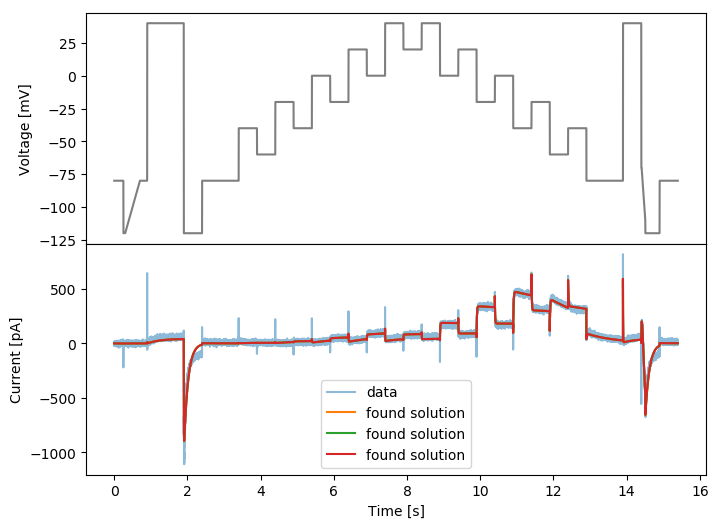 Voltage [mV]
25
0
−25
−50
−75
−100
−125
Current [pA]
500
0
−500
−1000
data
found solution
found solution
found solution
0
2
4
6
8
10
12
14
16
Time [s]